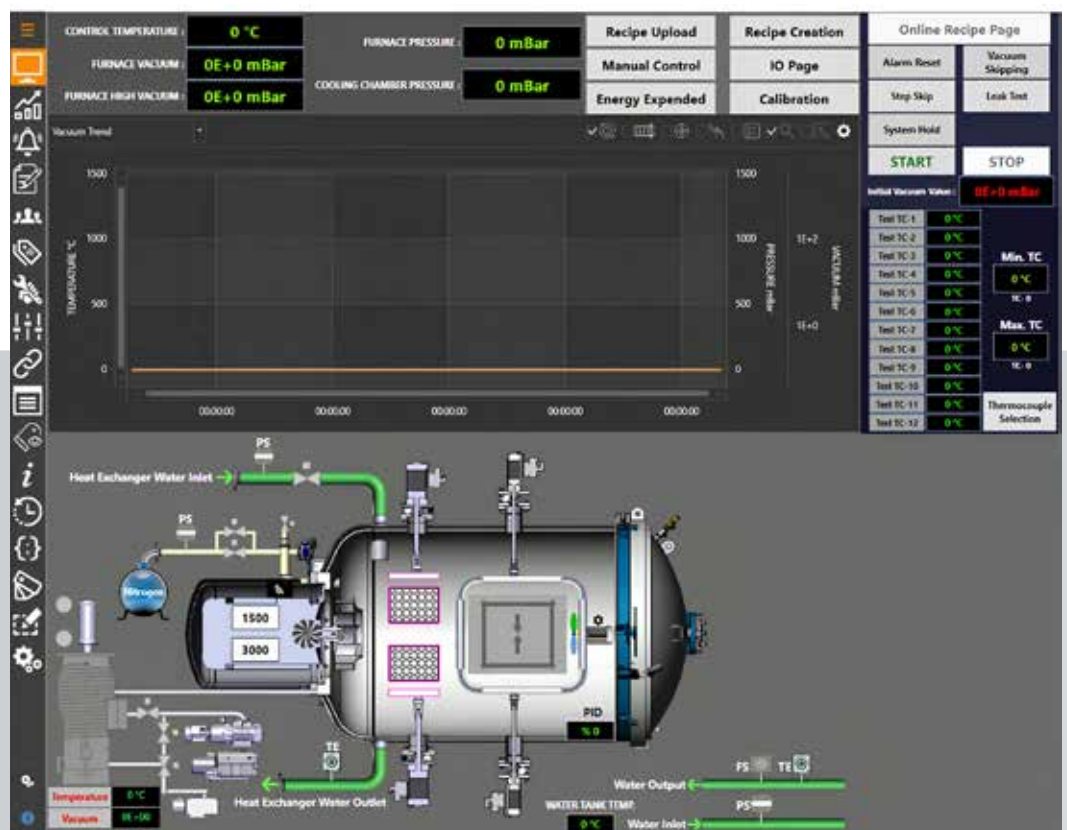 CONTROL TEMPERATURE : 0 °C
FURNACE VACUUM : 0E+0 mBar
FURNACE HIGH VACUUM : 0E+0 mBar
FURNACE PRESSURE : 0 mBar
COOLING CHAMBER PRESSURE : 0 mBar
Recipe Upload
Recipe Creation
Manual Control
IO Page
Energy Expended
Calibration
Online Recipe Page
Alarm Reset
Vacuum Skipping
Step Skip
Leak Test
System Hold
START
STOP
Initial Vacuum Value : 0E+0 mBar
Vacuum Trend
1500
1000
500
0
TEMPERATURE °C
1500
1000
500
0
PRESSURE mBar
1E+2
1E+0
VACUUM mBar
00:00:00
00:00:00
00:00:00
00:00:00
00:00:00
Test TC-1 0 °C
Test TC-2 0 °C
Test TC-3 0 °C
Test TC-4 0 °C
Test TC-5 0 °C
Test TC-6 0 °C
Test TC-7 0 °C
Test TC-8 0 °C
Test TC-9 0 °C
Test TC-10 0 °C
Test TC-11 0 °C
Test TC-12 0 °C
Min. TC
0 °C
TC- 0
Max. TC
0 °C
TC- 0
Thermocouple
Selection
PS
Heat Exchanger Water Inlet
PS
Nitrogen
1500
3000
PID
% 0
TE
Heat Exchanger Water Outlet
Temperature 0 °C
Vacuum 0E+00
FS TE
Water Output
WATER TANK TEMP.
0 °C
PS
Water Inlet